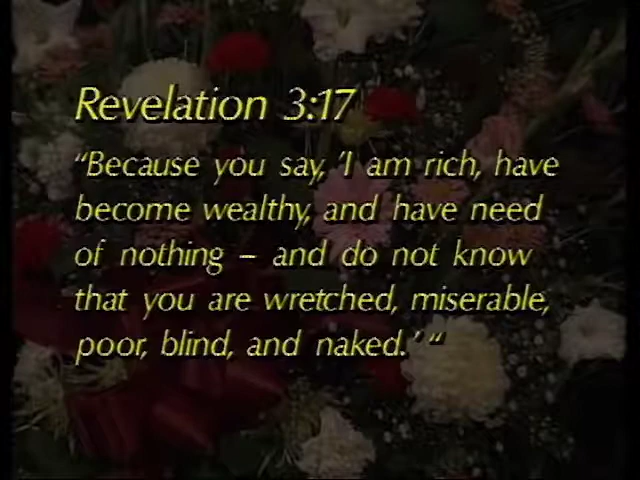 Revelation 3:17
“Because you say, ‘I am rich, have
become wealthy, and have need
of nothing – and do not know
that you are wretched, miserable,
poor, blind, and naked.’ “